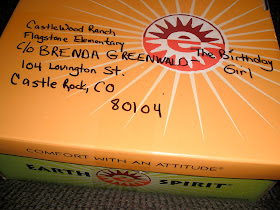 CastleWood Ranch
Flagstone Elementary
c/o BRENDA GREENWALD - The Birthday Girl
104 Lovington St.
Castle Rock, CO
80104
e
COMFORT WITH AN ATTITUDE®
EARTH e SPIRIT®